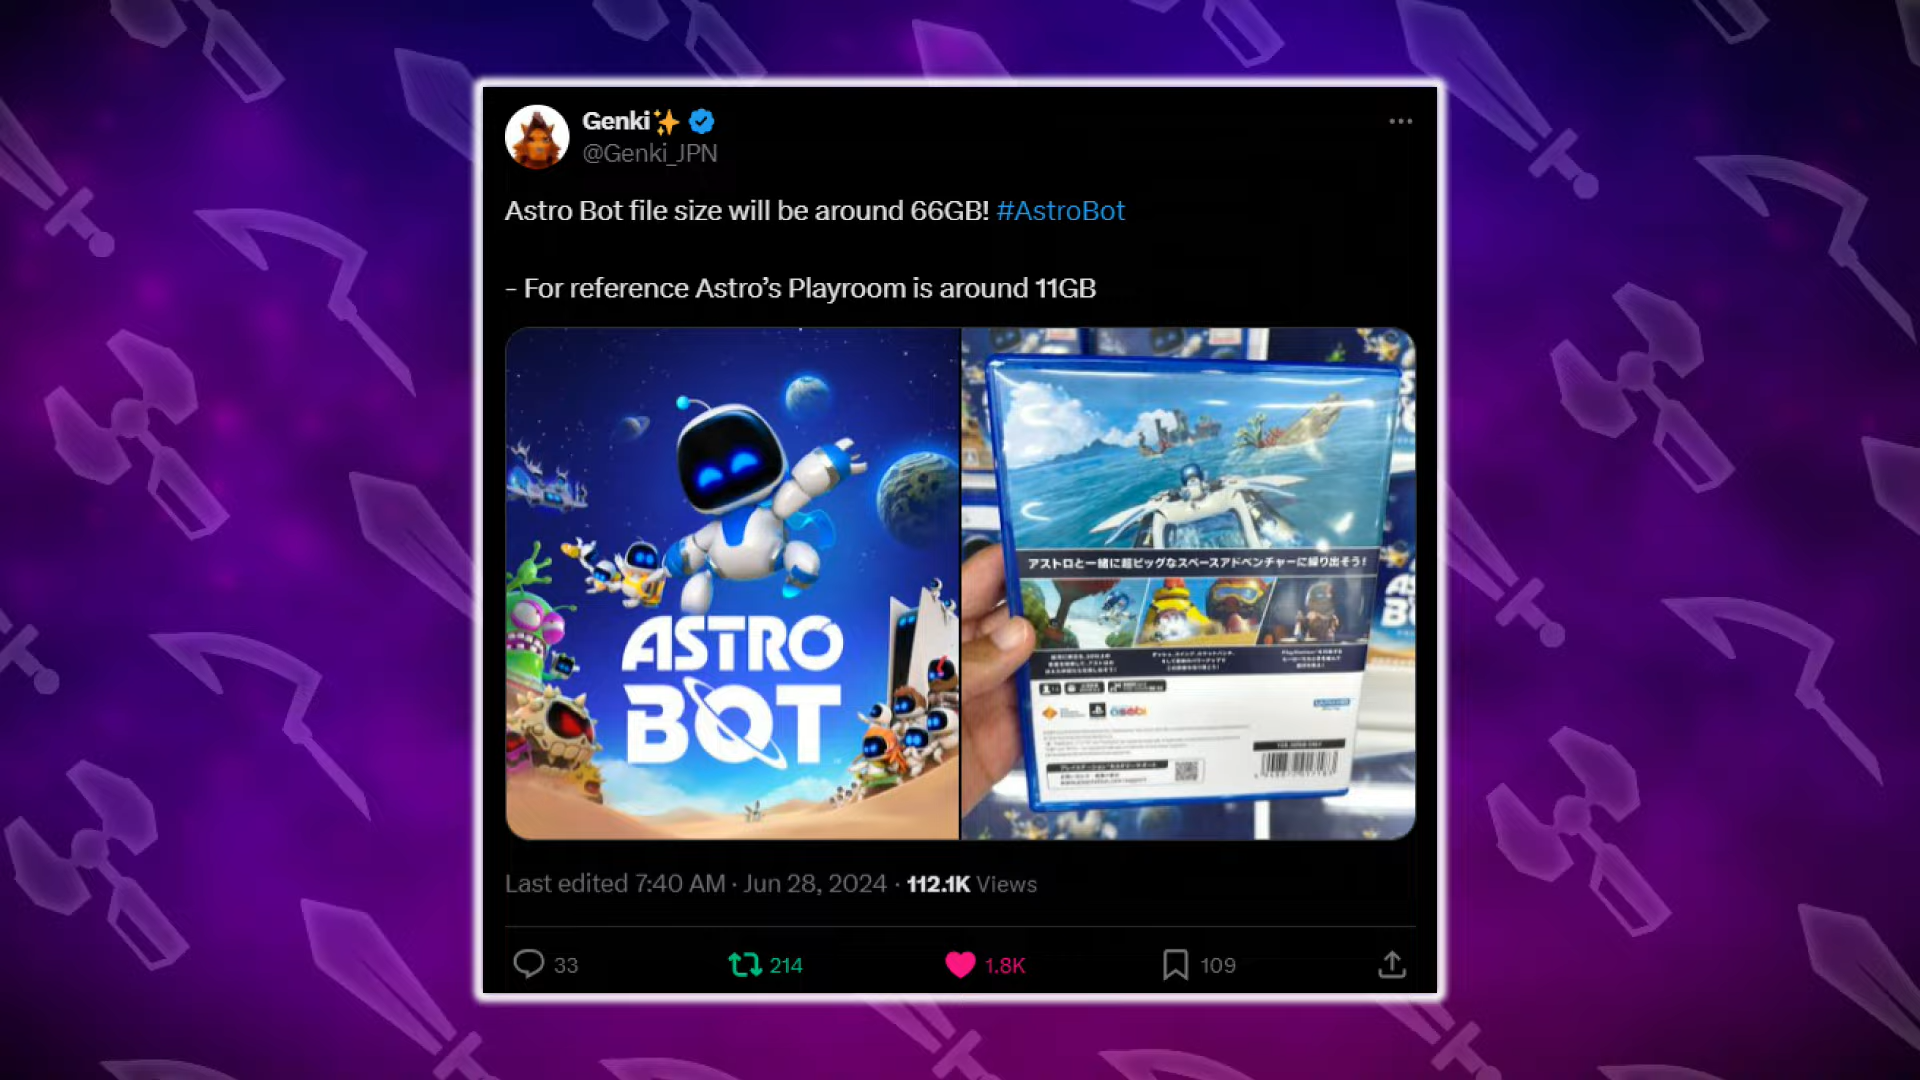 Genki✨
@Genki_JPN
Astro Bot file size will be around 66GB! #AstroBot
- For reference Astro's Playroom is around 11GB
ASTRO
BOT
アストロと一緒に超ビッグなスペースアドベンチャーに繰り出そう!
asobi
Last edited 7:40 AM · Jun 28, 2024 · 112.1K Views
33
214
1.8K
109